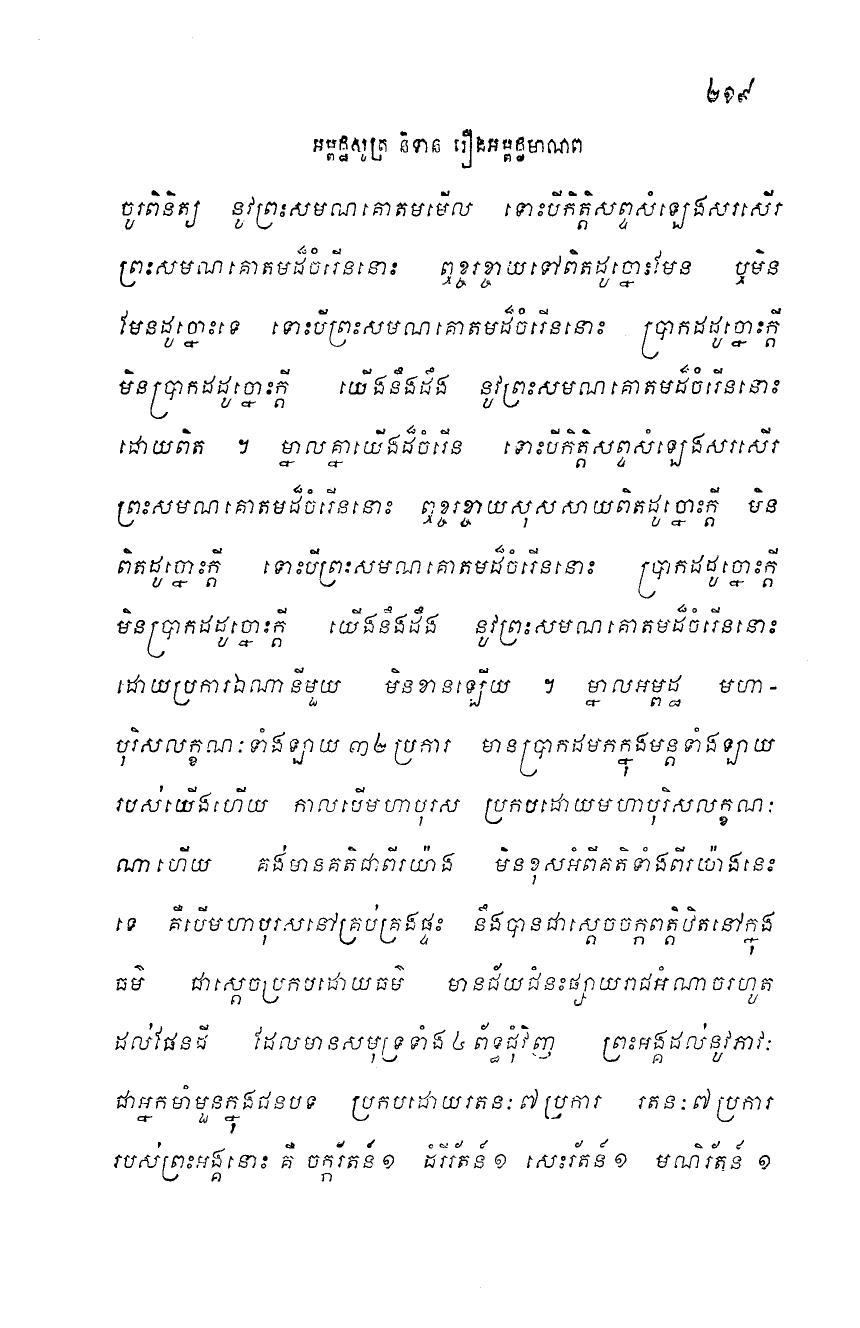 ២១៩
អម្ពដ្ឋសូត្រ និទាន រឿងអម្ពដ្ឋមាណព
ចូរពិនិត្យ នូវព្រះសមណគោតមមើល ទោះបីកិត្តិសព្ទសំឡេងសរសើរ
ព្រះសមណគោតមដ៏ចំរើននោះ ឮខ្ចរខ្ចាយទៅពិតដូច្នោះមែន ឬមិន
មែនដូច្នោះទេ ទោះបីព្រះសមណគោតមដ៏ចំរើននោះ ប្រាកដដូច្នោះក្តី
មិនប្រាកដដូច្នោះក្តី យើងនឹងដឹង នូវព្រះសមណគោតមដ៏ចំរើននោះ
ដោយពិត ។ ម្នាលគ្នាយើងដ៏ចំរើន ទោះបីកិត្តិសព្ទសំឡេងសរសើរ
ព្រះសមណគោតមដ៏ចំរើននោះ ឮខ្ចរខ្ចាយសុសសាយពិតដូច្នោះក្តី មិន
ពិតដូច្នោះក្តី ទោះបីព្រះសមណគោតមដ៏ចំរើននោះ ប្រាកដដូច្នោះក្តី
មិនប្រាកដដូច្នោះក្តី យើងនឹងដឹង នូវព្រះសមណគោតមដ៏ចំរើននោះ
ដោយប្រការឯណានីមួយ មិនខានឡើយ ។ ម្នាលអម្ពដ្ឋ មហា-
បុរិសលក្ខណៈទាំងឡាយ ៣២ ប្រការ មានប្រាកដមកក្នុងមន្តទាំងឡាយ
របស់យើងហើយ កាលបើមហាបុរស ប្រកបដោយមហាបុរិសលក្ខណៈ
ណាហើយ គង់មានគតិជាពីរយ៉ាង មិនខុសអំពីគតិទាំងពីរយ៉ាងនេះ
ទេ គឺបើមហាបុរសនៅគ្រប់គ្រងផ្ទះ នឹងបានជាស្តេចចក្កពត្តិឋិតនៅក្នុង
ធម៌ ជាស្តេចប្រកបដោយធម៌ មានជ័យជំនះផ្សាយរាជអំណាចរហូត
ដល់ផែនដី ដែលមានសមុទ្រទាំង ៤ ព័ទ្ធជុំវិញ ព្រះអង្គដល់នូវភាវៈ
ជាអ្នកមាំមួនក្នុងជនបទ ប្រកបដោយរតនៈ ៧ ប្រការ រតនៈ ៧ ប្រការ
របស់ព្រះអង្គនោះ គឺ ចក្ករ័តន៍ ១ ដំរីរ័តន៍ ១ សេះរ័តន៍ ១ មណិរ័តន៍ ១